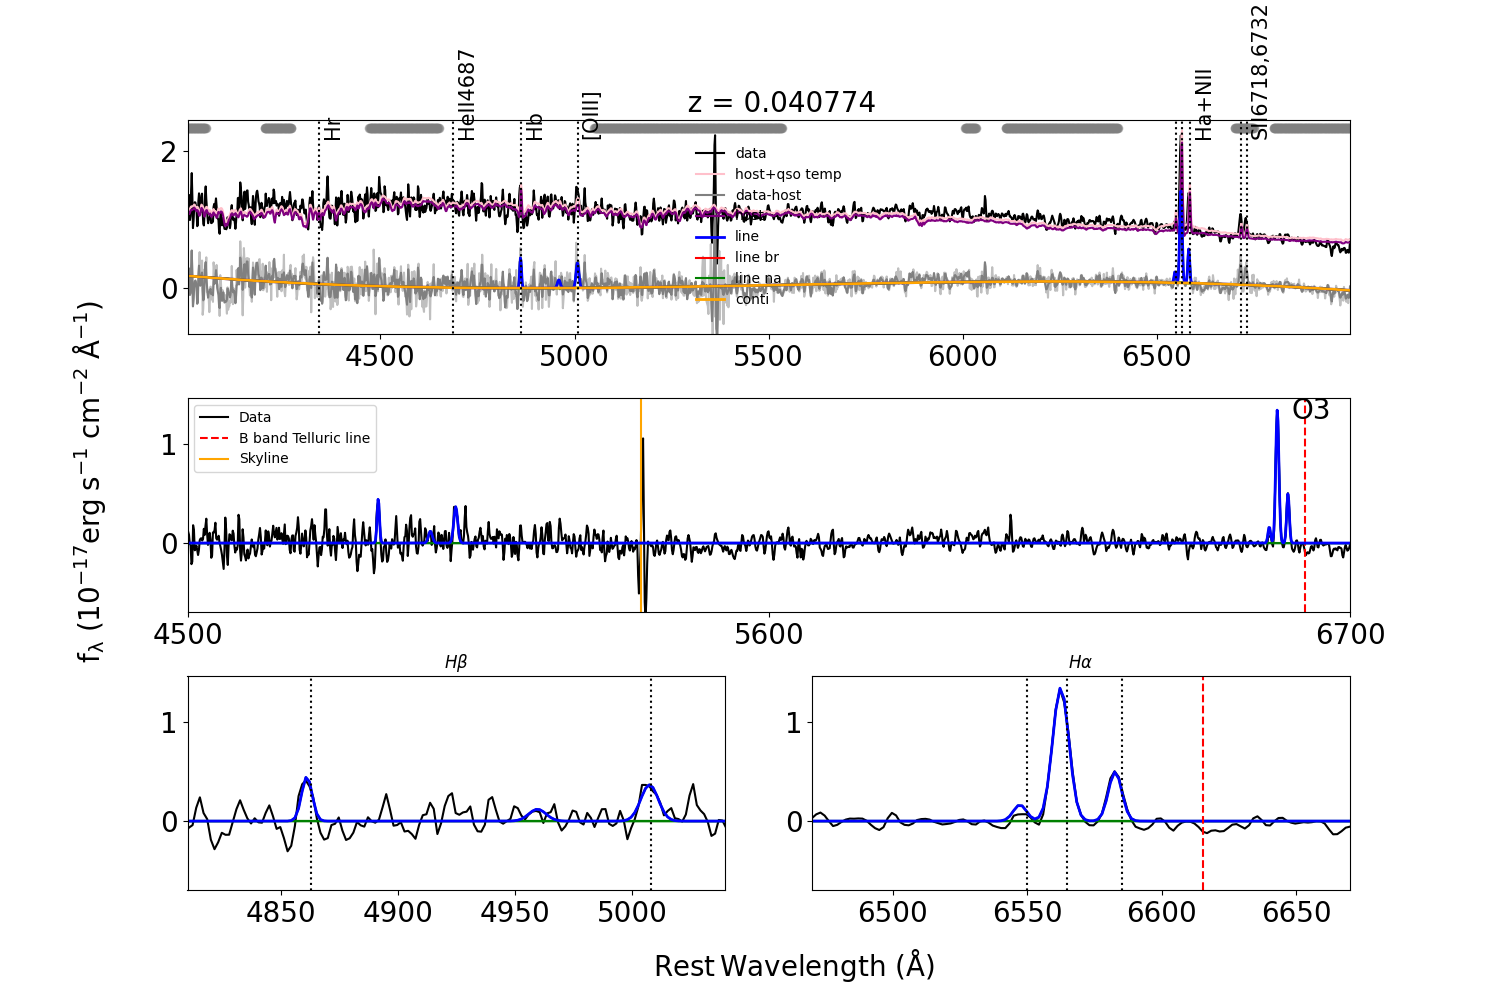 z = 0.040774
Hr
HeII4687
Hb
[OIII]
Ha+NII
SII6718,6732
data
host+qso temp
data-host
line
line br
line na
conti
2
0
4500
5000
5500
6000
6500
f_λ (10^{-17}erg s^{-1} cm^{-2} Å^{-1})
Data
B band Telluric line
Skyline
O3
1
0
4500
5600
6700
Hβ
1
0
4850
4900
4950
5000
Hα
1
0
6500
6550
6600
6650
Rest Wavelength (Å)